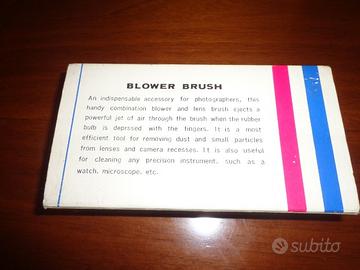 BLOWER BRUSH
An indispensable accessory for photographers, this
handy combination blower and lens brush ejects a
powerful jet of air through the brush when the rubber
bulb is depressed with the fingers. It is a most
efficient tool for removing dust and small particles
from lenses and camera recesses. It is also useful
for cleaning any precision instrument, such as a
watch, microscope, etc.
subito